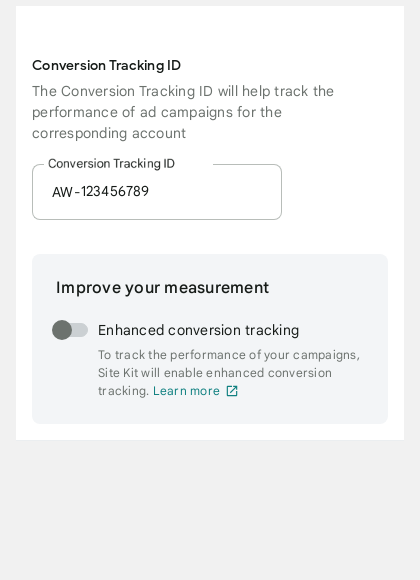 Conversion Tracking ID
The Conversion Tracking ID will help track the
performance of ad campaigns for the
corresponding account
Conversion Tracking ID
AW-123456789
Improve your measurement
Enhanced conversion tracking
To track the performance of your campaigns,
Site Kit will enable enhanced conversion
tracking. Learn more